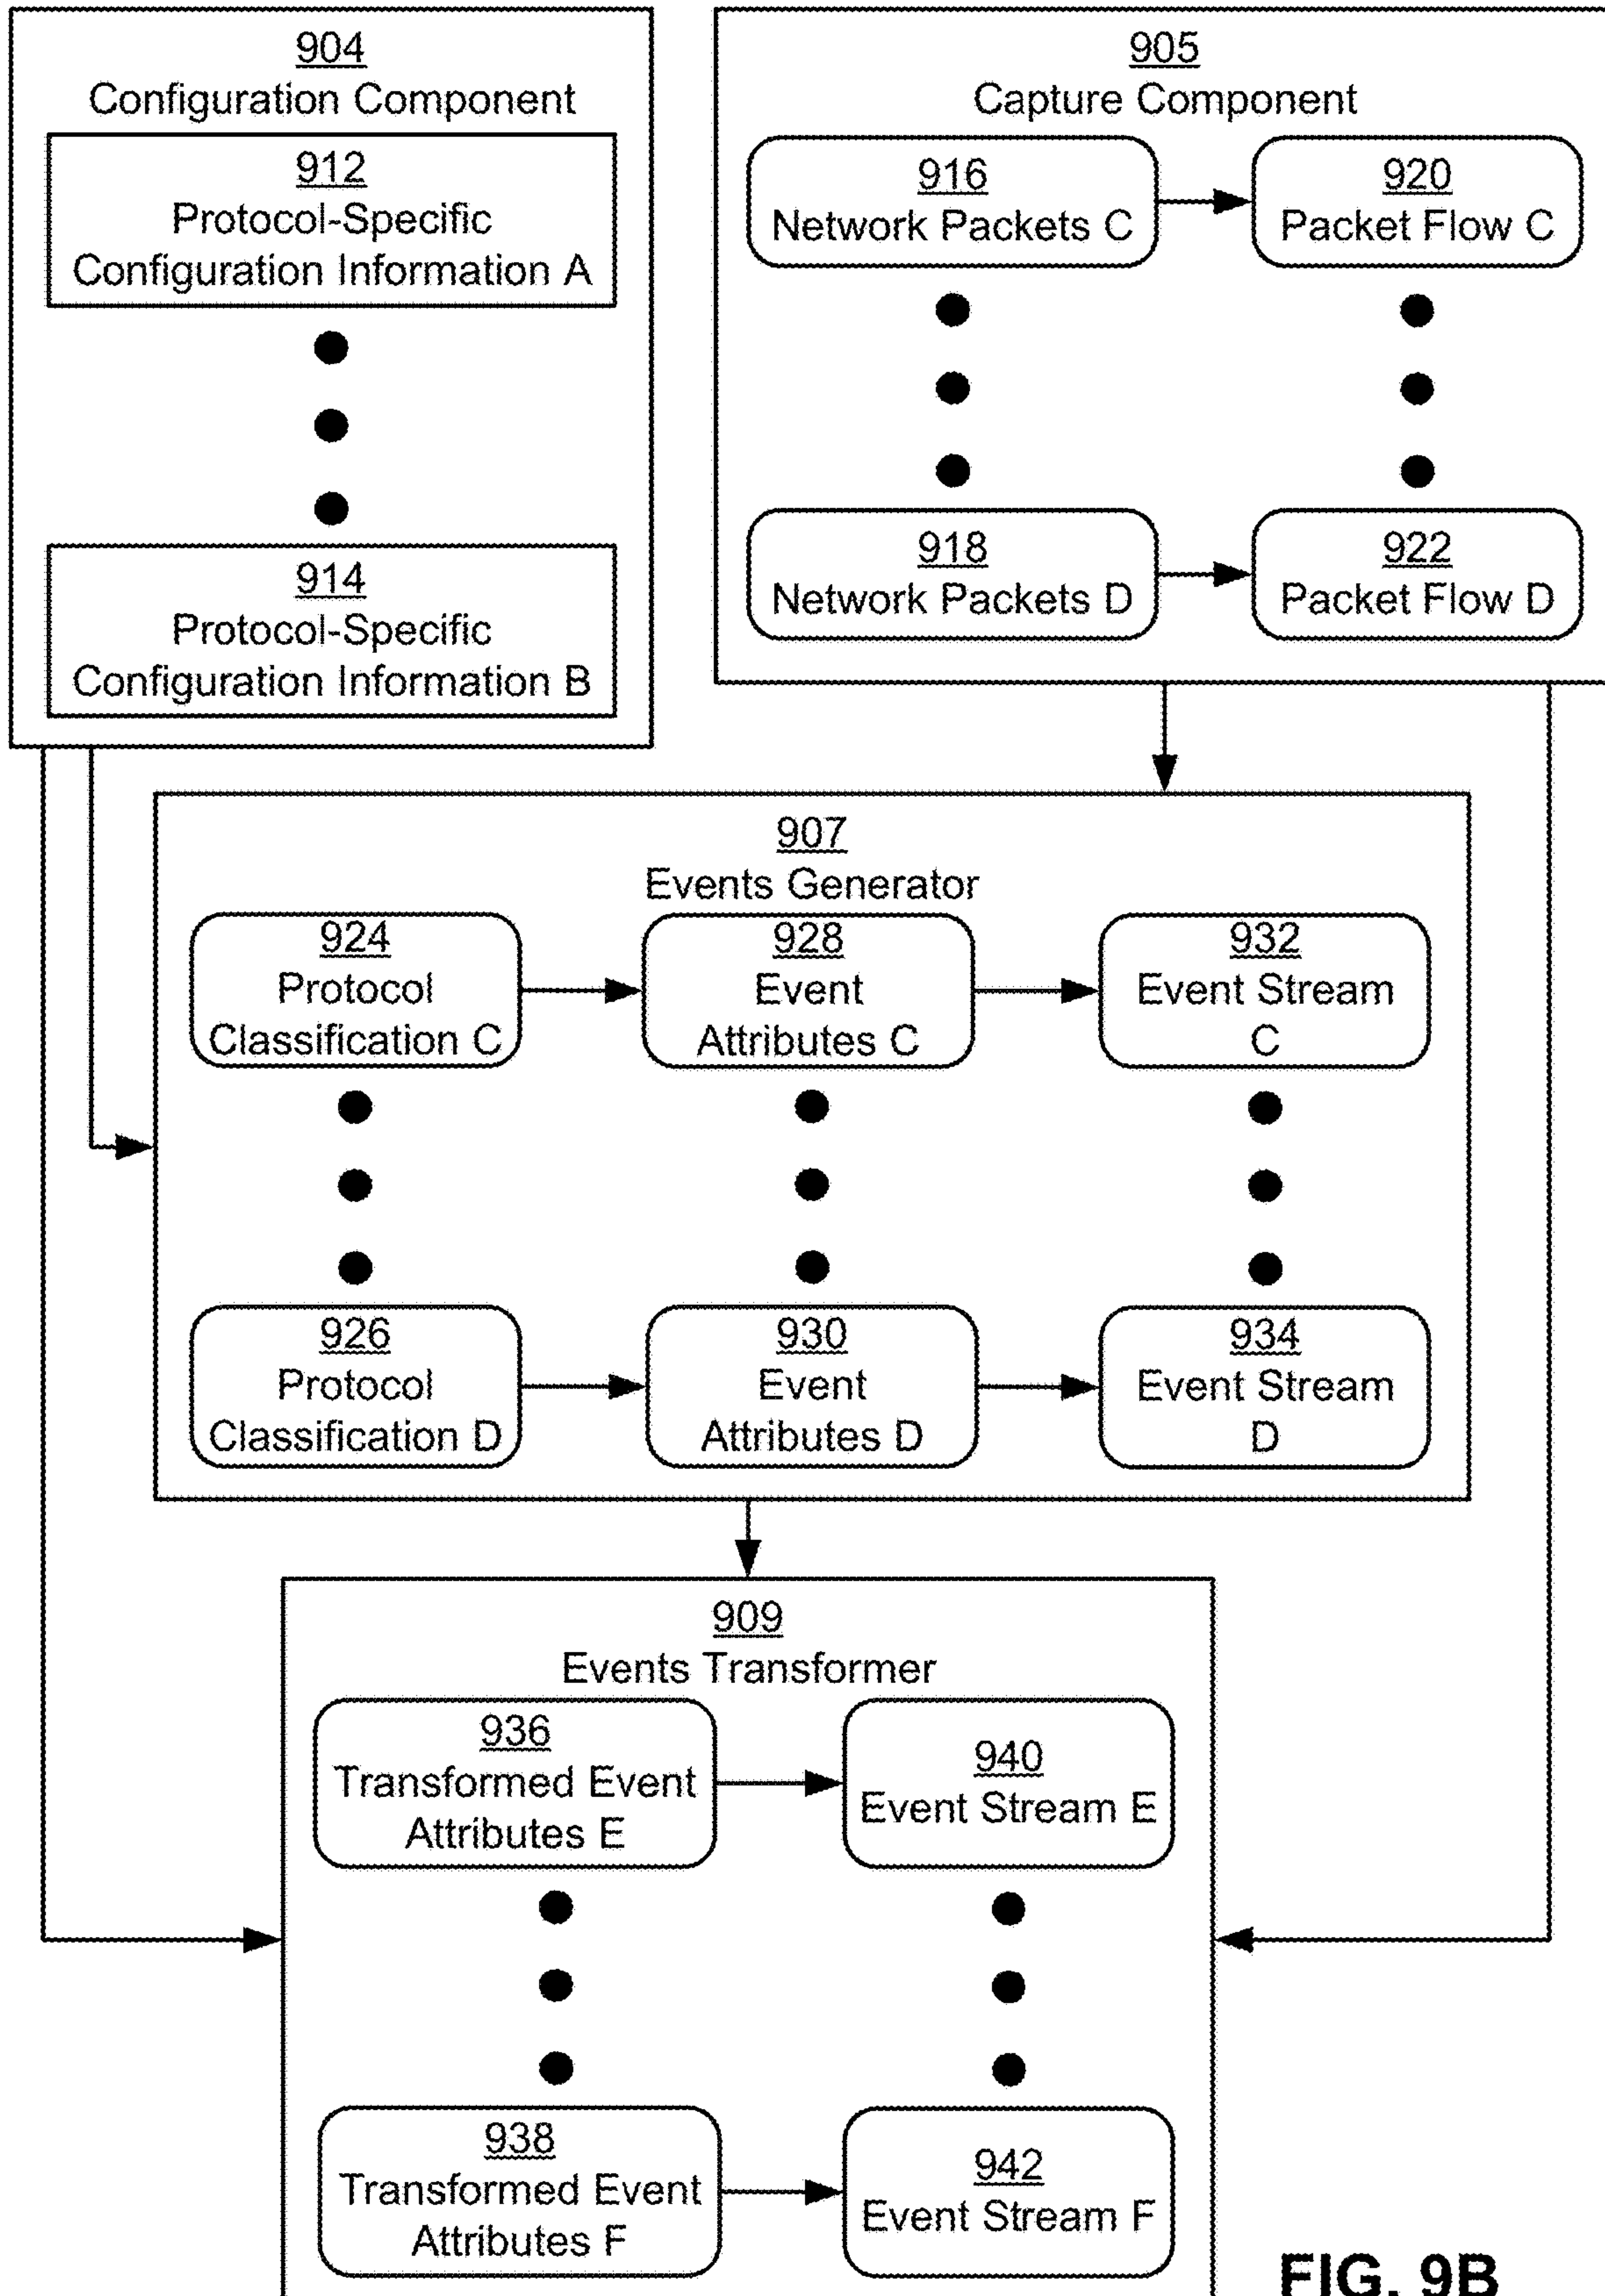 904
Configuration Component
912
Protocol-Specific
Configuration Information A
914
Protocol-Specific
Configuration Information B
905
Capture Component
916
Network Packets C
920
Packet Flow C
918
Network Packets D
922
Packet Flow D
907
Events Generator
924
Protocol
Classification C
928
Event
Attributes C
932
Event Stream
C
926
Protocol
Classification D
930
Event
Attributes D
934
Event Stream
D
909
Events Transformer
936
Transformed Event
Attributes E
940
Event Stream E
938
Transformed Event
Attributes F
942
Event Stream F
FIG. 9B